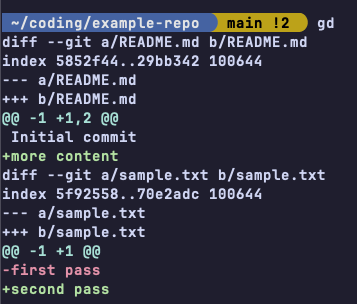 ~/coding/example-repo main !2 gd
diff --git a/README.md b/README.md
index 5852f44..29bb342 100644
--- a/README.md
+++ b/README.md
@@ -1 +1,2 @@
 Initial commit
+more content
diff --git a/sample.txt b/sample.txt
index 5f92558..70e2adc 100644
--- a/sample.txt
+++ b/sample.txt
@@ -1 +1 @@
-first pass
+second pass